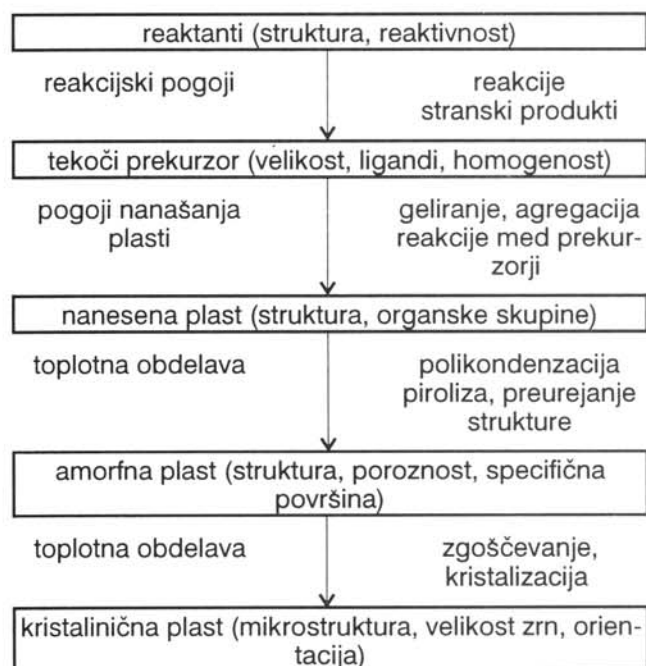 reaktanti (struktura, reaktivnost)
reakcijski pogoji
reakcije
stranski produkti
tekoči prekurzor (velikost, ligandi, homogenost)
pogoji nanašanja
plasti
geliranje, agregacija
reakcije med prekur-
zorji
nanesena plast (struktura, organske skupine)
toplotna obdelava
polikondenzacija
piroliza, preurejanje
strukture
amorfna plast (struktura, poroznost, specifična
površina)
toplotna obdelava
zgoščevanje,
kristalizacija
kristalinična plast (mikrostruktura, velikost zrn, orien-
tacija)